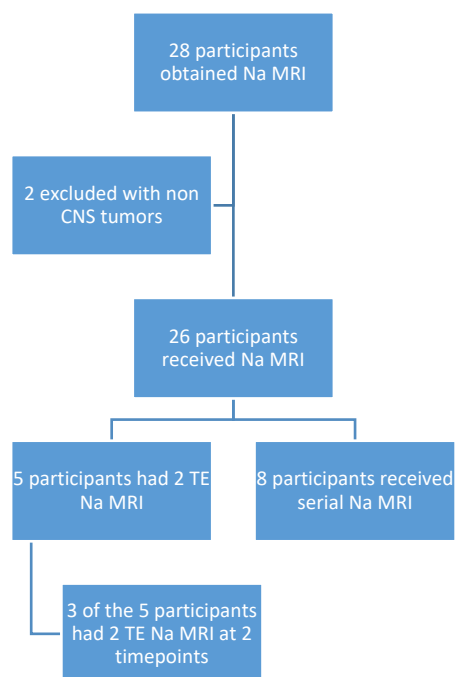 28 participants
obtained Na MRI
2 excluded with non
CNS tumors
26 participants
received Na MRI
5 participants had 2 TE
Na MRI
8 participants received
serial Na MRI
3 of the 5 participants
had 2 TE Na MRI at 2
timepoints